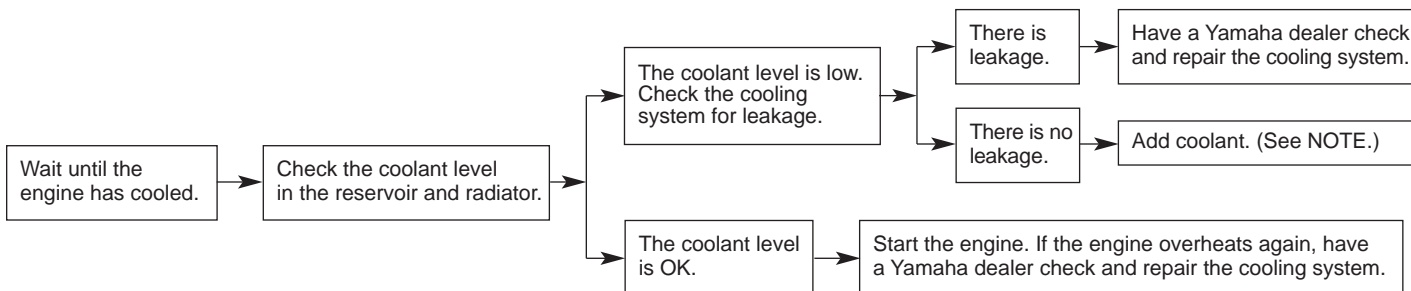 Wait until the
engine has cooled.
Check the coolant level
in the reservoir and radiator.
The coolant level is low.
Check the cooling
system for leakage.
There is
leakage.
Have a Yamaha dealer check
and repair the cooling system.
There is no
leakage.
Add coolant. (See NOTE.)
The coolant level
is OK.
Start the engine. If the engine overheats again, have
a Yamaha dealer check and repair the cooling system.